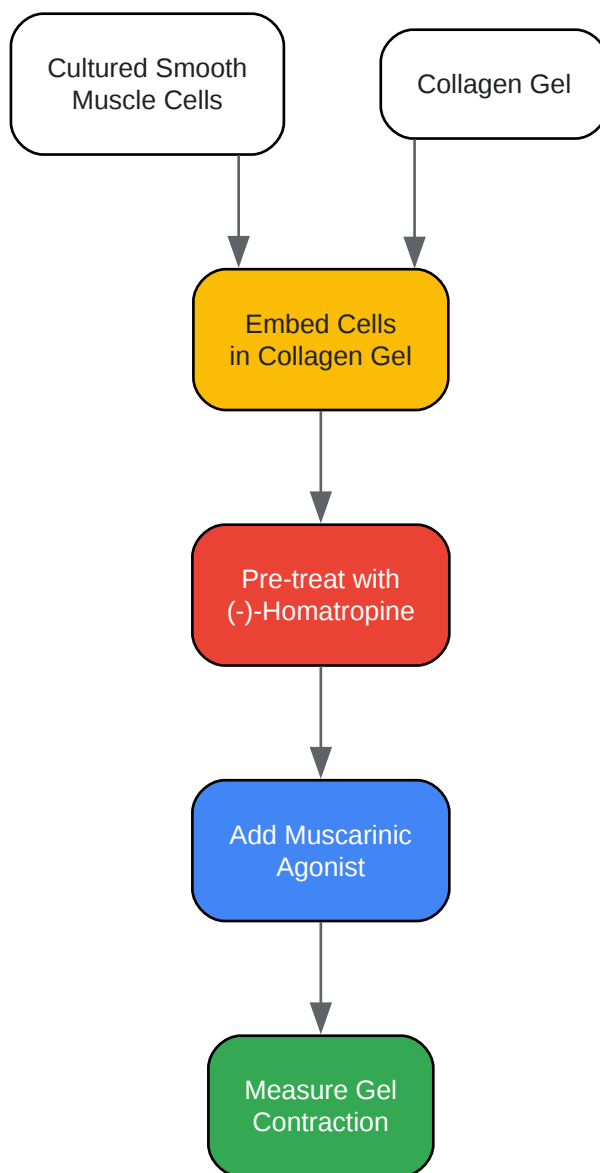 Cultured Smooth
Muscle Cells
Collagen Gel
Embed Cells
in Collagen Gel
Pre-treat with
(-)-Homatropine
Add Muscarinic
Agonist
Measure Gel
Contraction